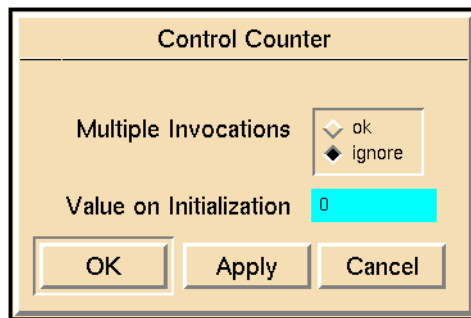 Control Counter
Multiple Invocations
ok
ignore
Value on Initialization 0
OK Apply Cancel